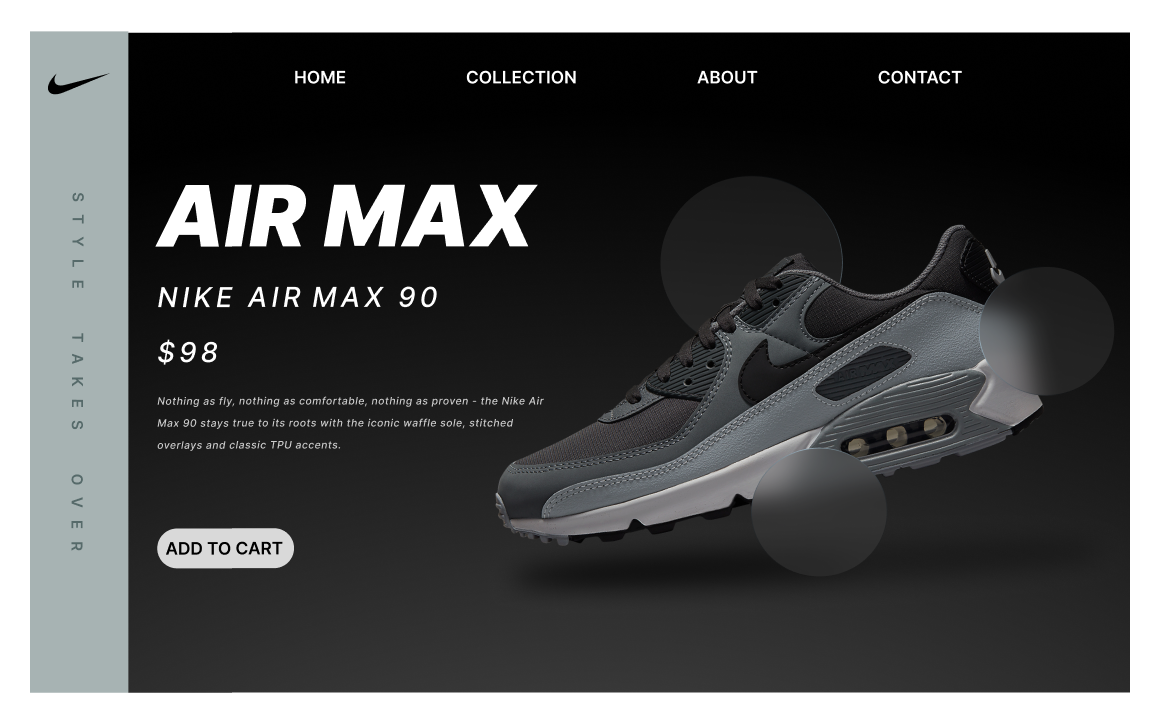 HOME
COLLECTION
ABOUT
CONTACT
STYLE TAKES OVER
AIR MAX
NIKE AIR MAX 90
$98
Nothing as fly, nothing as comfortable, nothing as proven - the Nike Air
Max 90 stays true to its roots with the iconic waffle sole, stitched
overlays and classic TPU accents.
ADD TO CART